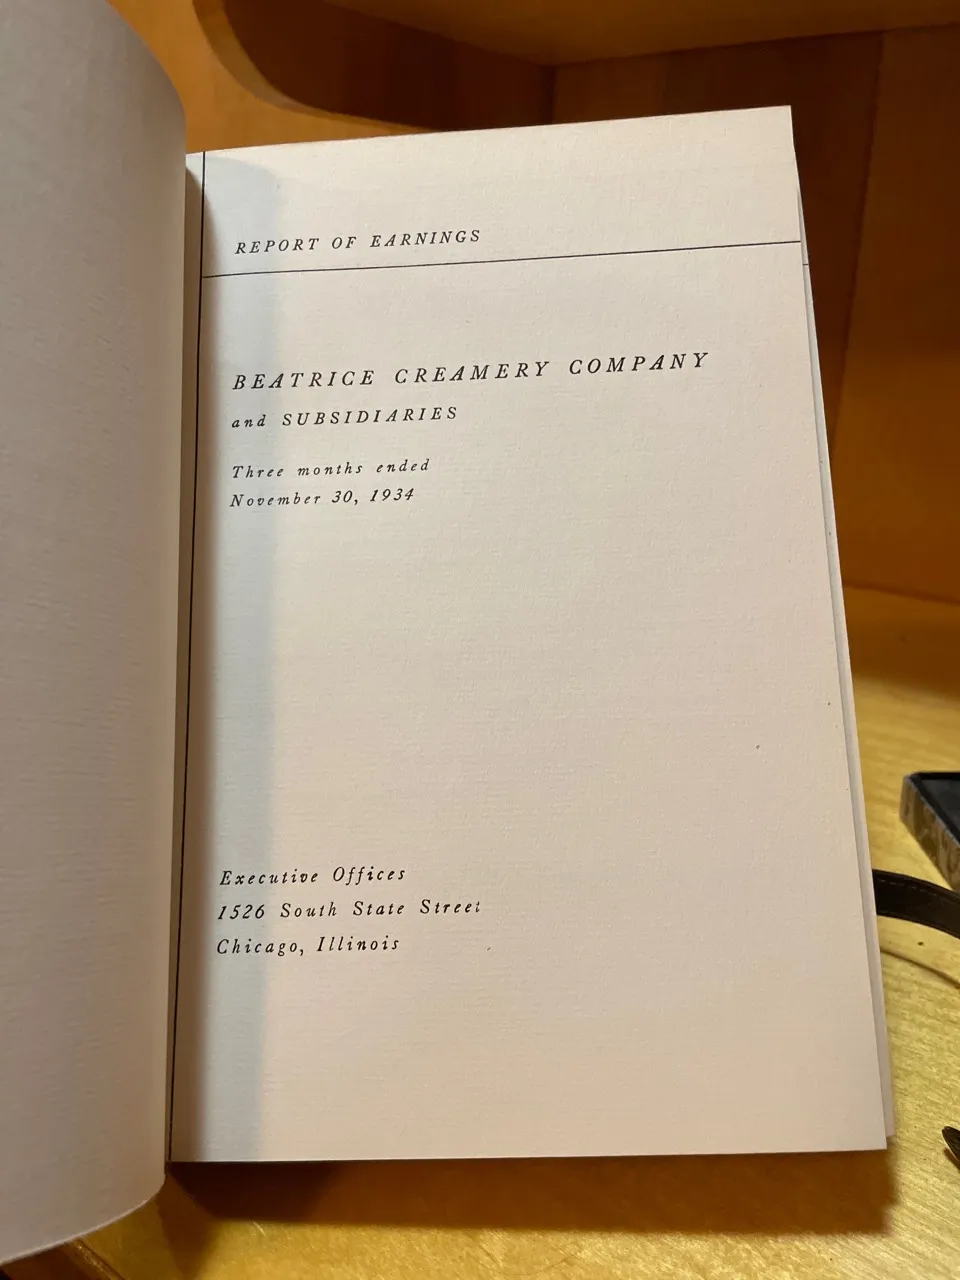 REPORT OF EARNINGS
BEATRICE CREAMERY COMPANY
and SUBSIDIARIES
Three months ended
November 30, 1934
Executive Offices
1526 South State Street
Chicago, Illinois